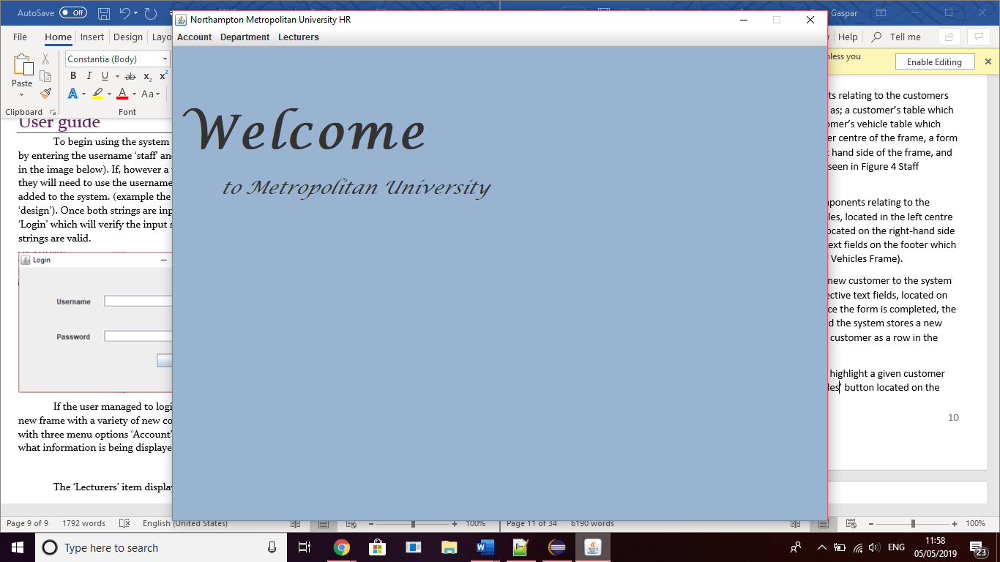 AutoSave Off
Gaspar
Northampton Metropolitan University HR
Account Department Lecturers
File Home Insert Design Layo
Help Tell me
Constantia (Body)
Paste
B I U ab x2 x2
A A Aa
Clipboard Font
nless you Enable Editing
User guide
To begin using the system
by entering the username ‘staff’ and
in the image below). If, however a
they will need to use the username
added to the system. (example the
‘design’). Once both strings are inp
‘Login’ which will verify the input s
strings are valid.
Login
Username
Password
If the user managed to logi
new frame with a variety of new co
with three menu options ‘Account’
what information is being displaye
The ‘Lecturers’ item display
Welcome
to Metropolitan University
ts relating to the customers
as; a customer’s table which
omer’s vehicle table which
er centre of the frame, a form
t hand side of the frame, and
seen in Figure 4 Staff
mponents relating to the
les, located in the left centre
ocated on the right-hand side
ext fields on the footer which
f Vehicles Frame).
new customer to the system
ective text fields, located on
ce the form is completed, the
d the system stores a new
customer as a row in the
highlight a given customer
les’ button located on the
10
Page 9 of 9 1792 words English (United States) 100%
Page 11 of 34 6190 words 100%
Type here to search
ENG
11:58
05/05/2019
23